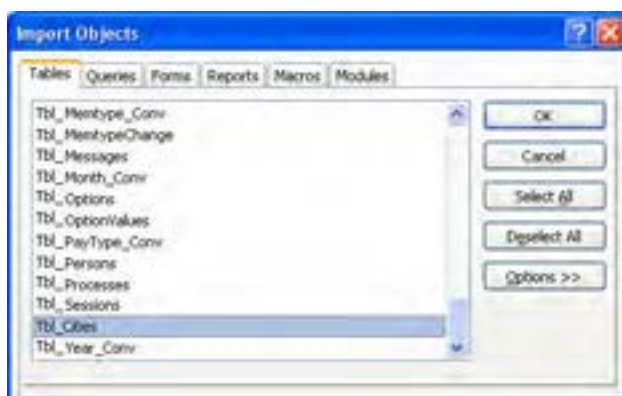 Import Objects
Tables Queries Forms Reports Macros Modules
Tbl_Memtype_Conv
Tbl_MemtypeChange
Tbl_Messages
Tbl_Month_Conv
Tbl_Options
Tbl_OptionValues
Tbl_PayType_Conv
Tbl_Persons
Tbl_Processes
Tbl_Sessions
Tbl_Cities
Tbl_Year_Conv
OK
Cancel
Select All
Deselect All
Options >>